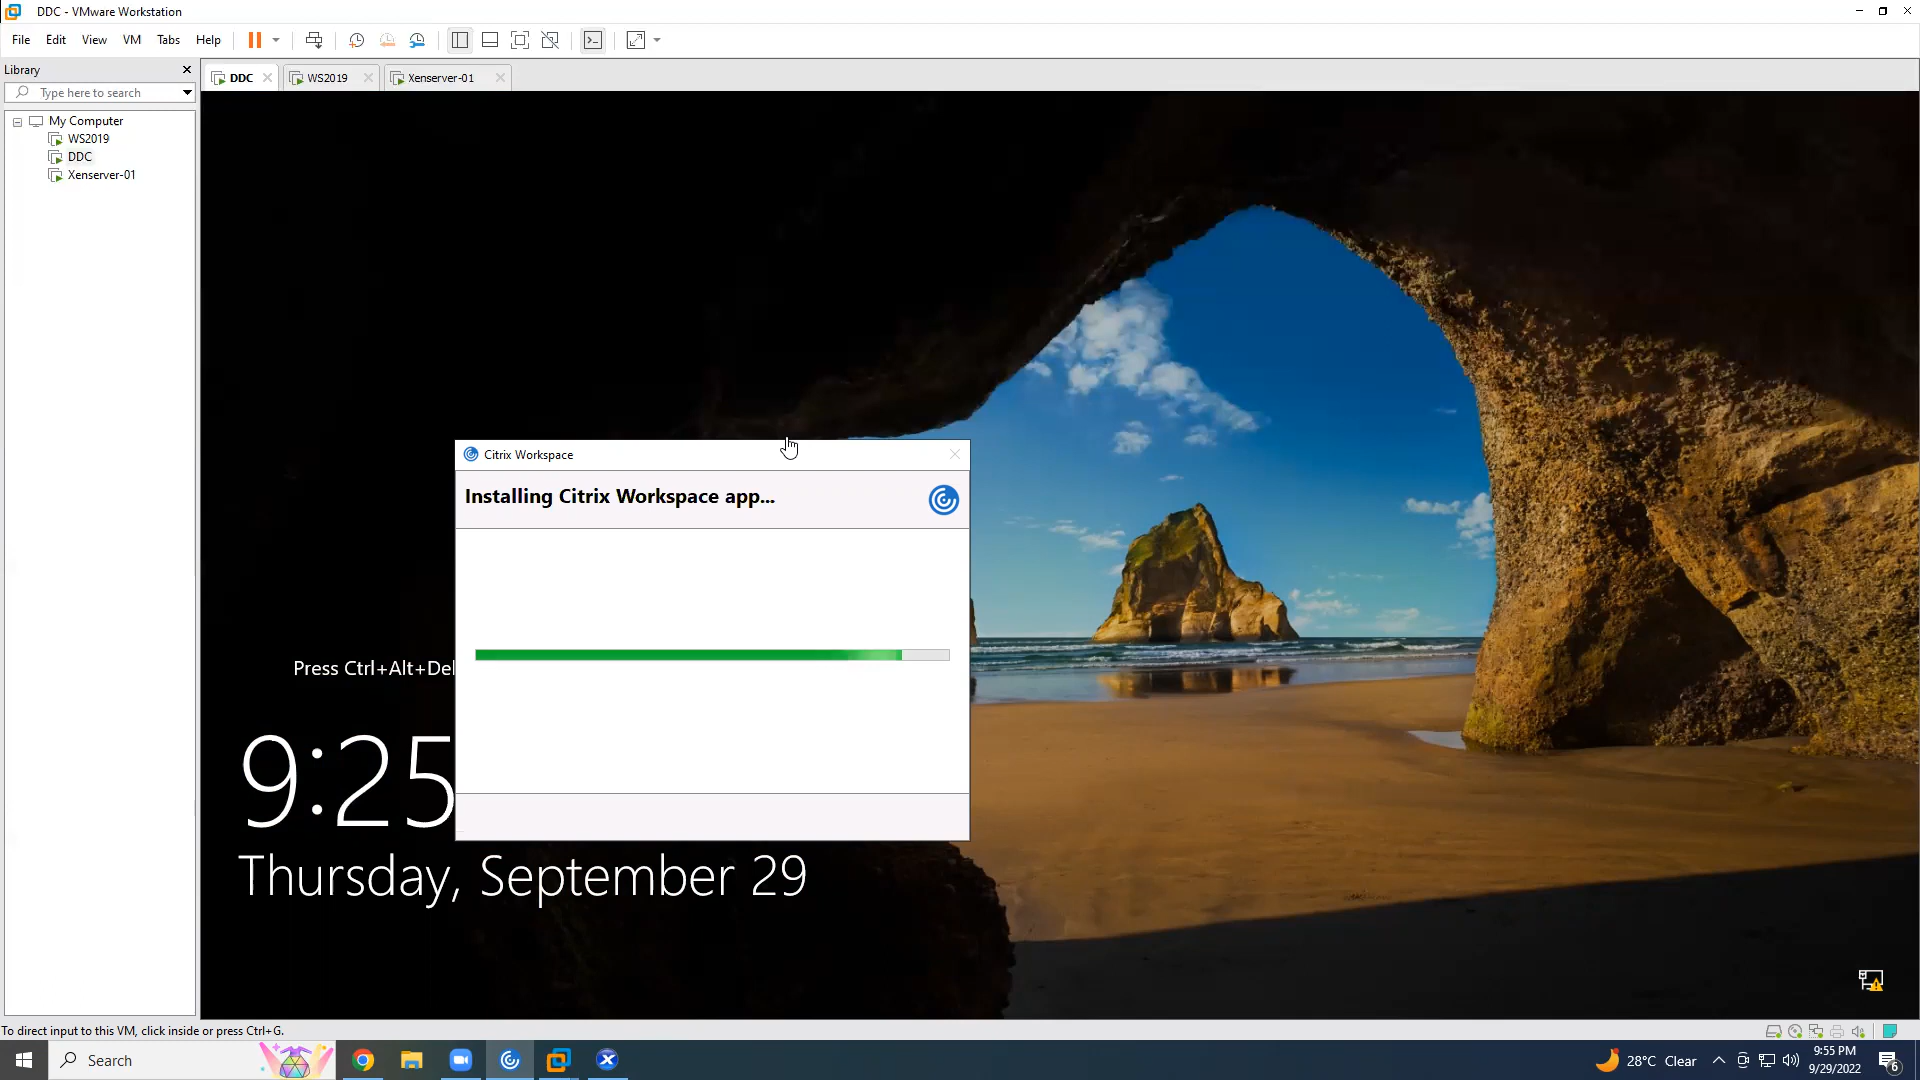 DDC - VMware Workstation
File Edit View VM Tabs Help
Library
Type here to search
My Computer
WS2019
DDC
Xenserver-01
DDC WS2019 Xenserver-01
Citrix Workspace
Installing Citrix Workspace app...
Press Ctrl+Alt+Del
9:25
Thursday, September 29
To direct input to this VM, click inside or press Ctrl+G.
Search
28°C Clear
9:55 PM
9/29/2022
6